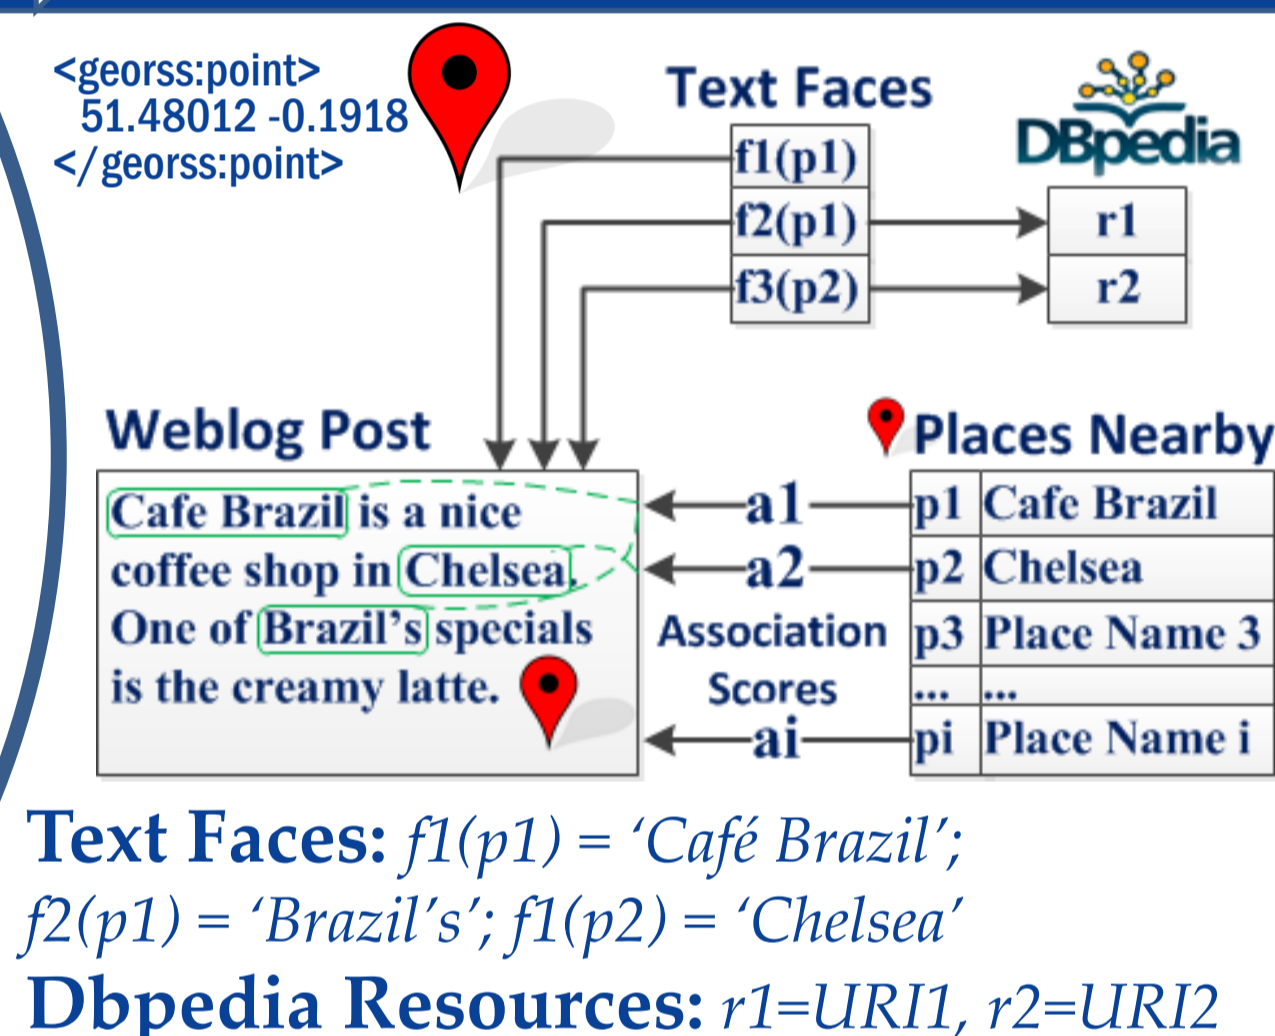 <georss:point>
51.48012 -0.1918
</georss:point>
Text Faces
DBpedia
f1(p1)
f2(p1)
r1
f3(p2)
r2
Weblog Post
Places Nearby
Cafe Brazil is a nice
coffee shop in Chelsea.
One of Brazil's specials
is the creamy latte.
a1
a2
Association
Scores
ai
p1 Cafe Brazil
p2 Chelsea
p3 Place Name 3
... ...
pi Place Name i
Text Faces: f1(p1) = ‘Café Brazil’;
f2(p1) = ‘Brazil’s’; f1(p2) = ‘Chelsea’
Dbpedia Resources: r1=URI1, r2=URI2